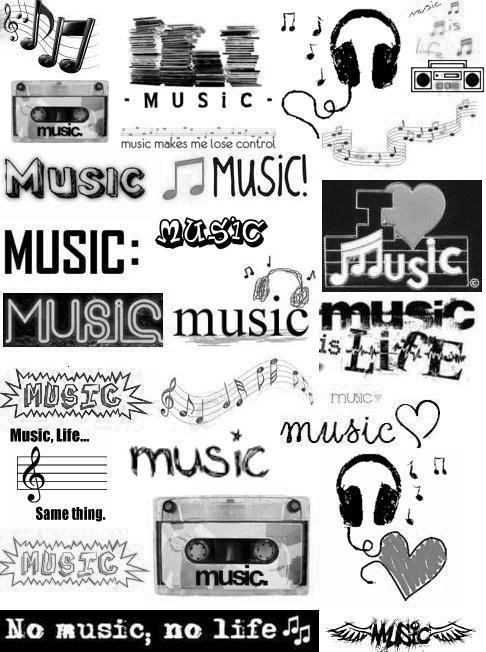 music
is
life
music.
- MUSiC -
music makes me lose control
MUSIC
MUSIC!
I
Music
©
MUSIC:
MUSIC
MUSIC
music
music
is LIFE
MUSIC
music
music
Music, Life...
music
Same thing.
MUSIC
music.
No music, no life
MUSIC